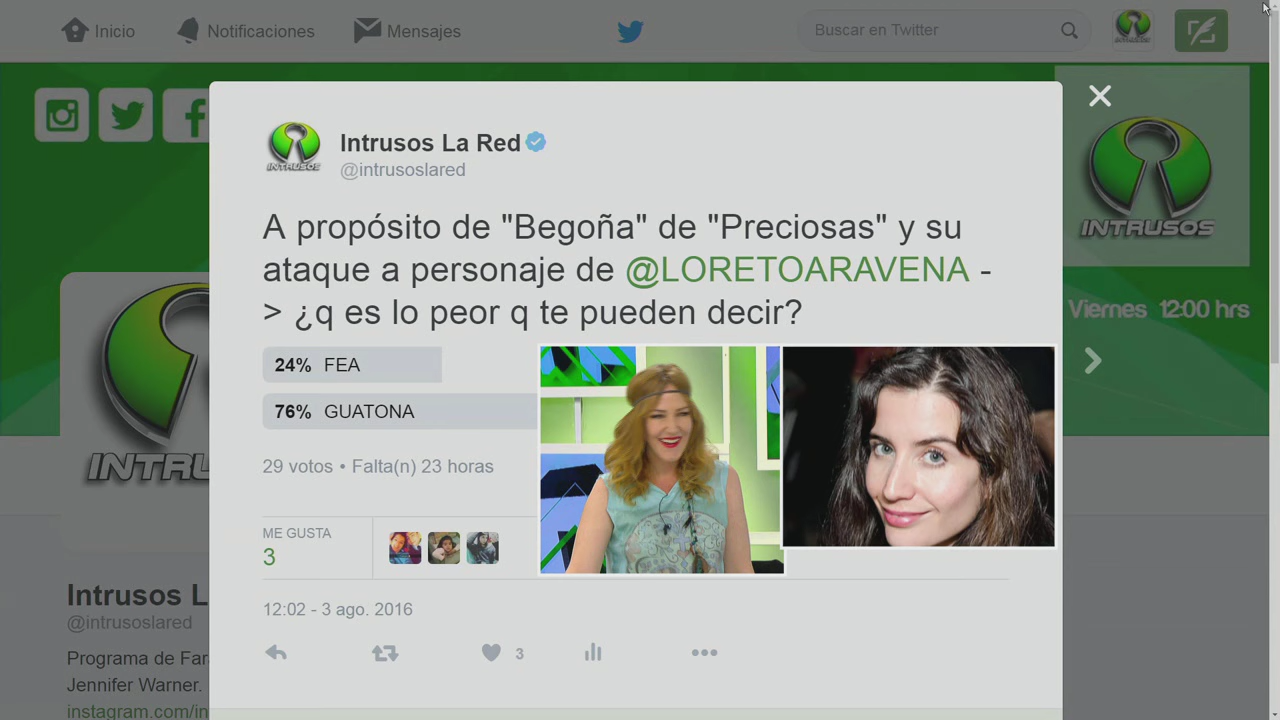 Inicio
Notificaciones
Mensajes
Buscar en Twitter
INTRUSOS
Intrusos La Red
@intrusoslared
INTRUSOS
A propósito de "Begoña" de "Preciosas" y su
ataque a personaje de @LORETOARAVENA -
> ¿q es lo peor q te pueden decir?
Viernes 12:00 hrs
24% FEA
76% GUATONA
29 votos • Falta(n) 23 horas
INTRU
ME GUSTA
3
12:02 - 3 ago. 2016
3
Intrusos L
@intrusoslared
Programa de Far
Jennifer Warner.
instagram.com/in